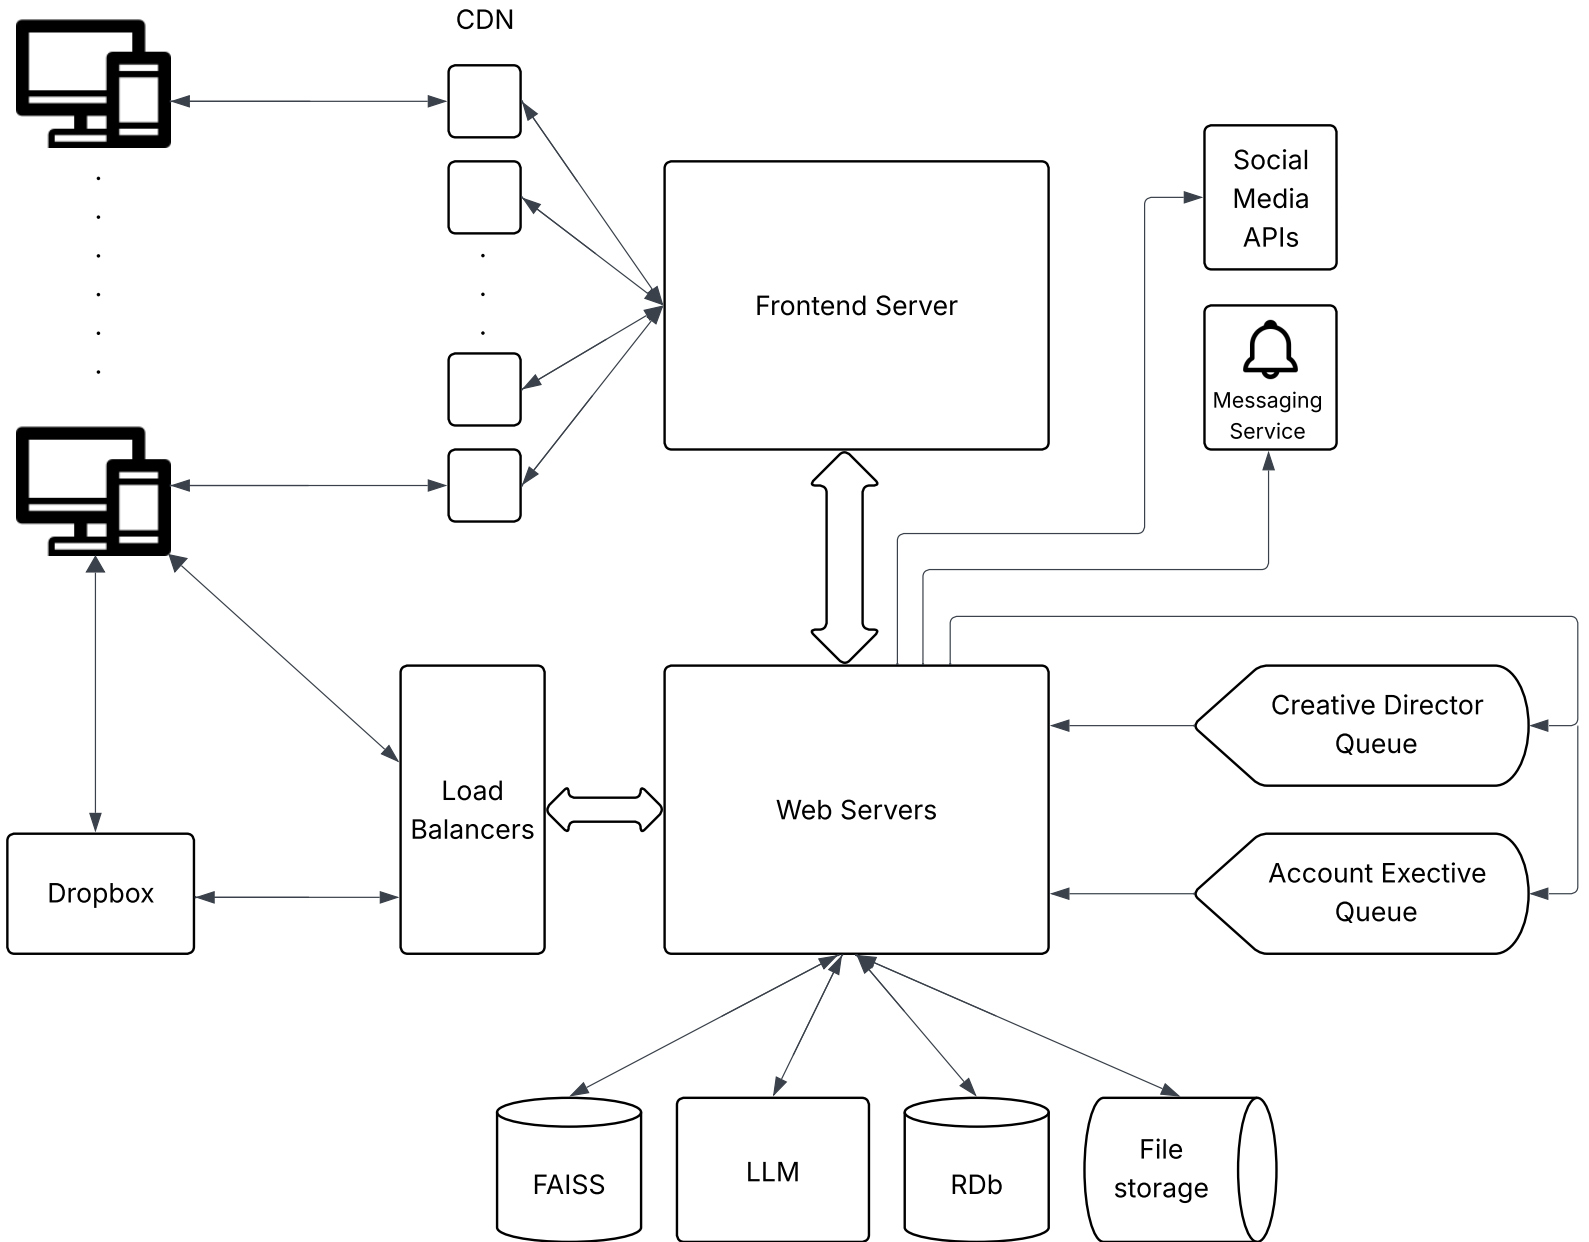 CDN
Social
Media
APIs
Frontend Server
Messaging
Service
Creative Director
Queue
Load
Balancers
Web Servers
Account Exective
Queue
Dropbox
FAISS
LLM
RDb
File
storage